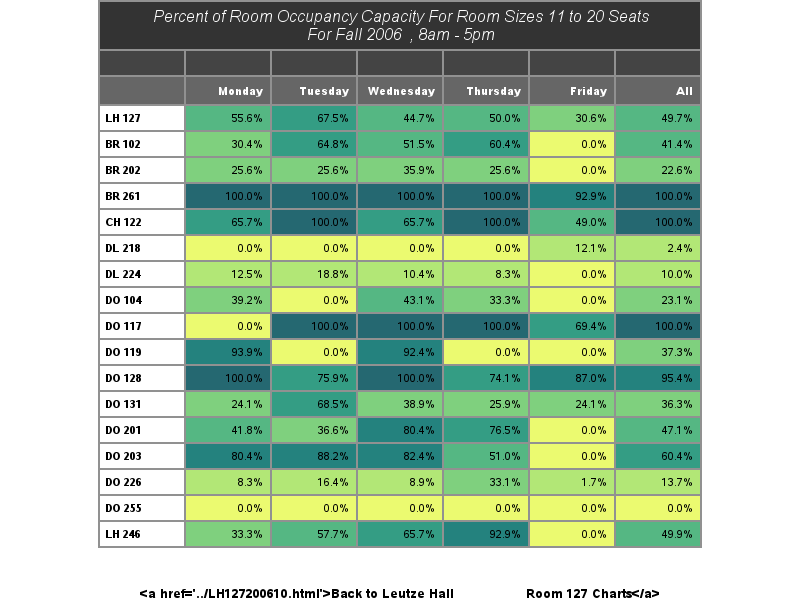 Percent of Room Occupancy Capacity For Room Sizes 11 to 20 Seats
For Fall 2006 , 8am - 5pm
Monday Tuesday Wednesday Thursday Friday All
LH 127 55.6% 67.5% 44.7% 50.0% 30.6% 49.7%
BR 102 30.4% 64.8% 51.5% 60.4% 0.0% 41.4%
BR 202 25.6% 25.6% 35.9% 25.6% 0.0% 22.6%
BR 261 100.0% 100.0% 100.0% 100.0% 92.9% 100.0%
CH 122 65.7% 100.0% 65.7% 100.0% 49.0% 100.0%
DL 218 0.0% 0.0% 0.0% 0.0% 12.1% 2.4%
DL 224 12.5% 18.8% 10.4% 8.3% 0.0% 10.0%
DO 104 39.2% 0.0% 43.1% 33.3% 0.0% 23.1%
DO 117 0.0% 100.0% 100.0% 100.0% 69.4% 100.0%
DO 119 93.9% 0.0% 92.4% 0.0% 0.0% 37.3%
DO 128 100.0% 75.9% 100.0% 74.1% 87.0% 95.4%
DO 131 24.1% 68.5% 38.9% 25.9% 24.1% 36.3%
DO 201 41.8% 36.6% 80.4% 76.5% 0.0% 47.1%
DO 203 80.4% 88.2% 82.4% 51.0% 0.0% 60.4%
DO 226 8.3% 16.4% 8.9% 33.1% 1.7% 13.7%
DO 255 0.0% 0.0% 0.0% 0.0% 0.0% 0.0%
LH 246 33.3% 57.7% 65.7% 92.9% 0.0% 49.9%
<a href='../LH127200610.html'>Back to Leutze Hall Room 127 Charts</a>